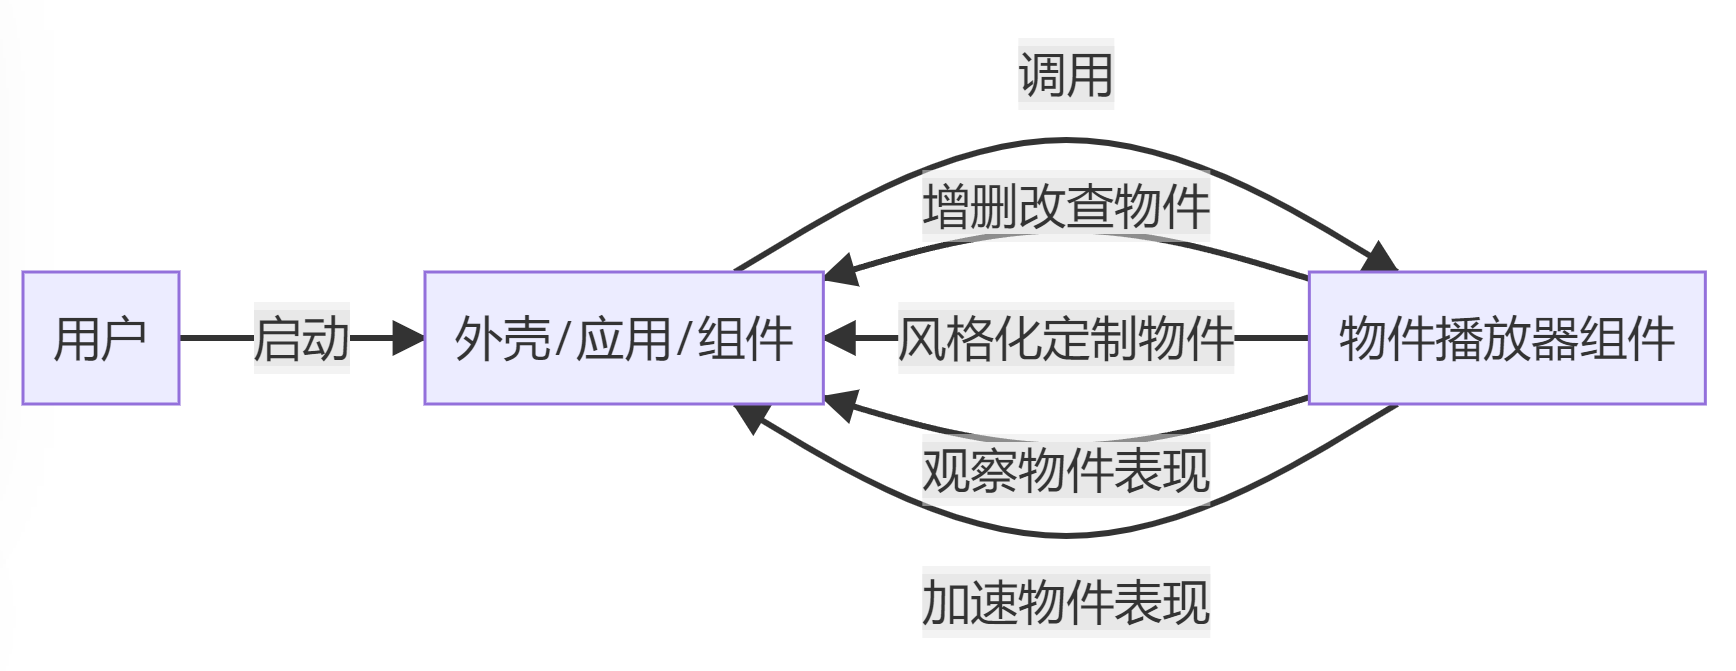 调用
增删改查物件
用户
启动
外壳/应用/组件
风格化定制物件
物件播放器组件
观察物件表现
加速物件表现